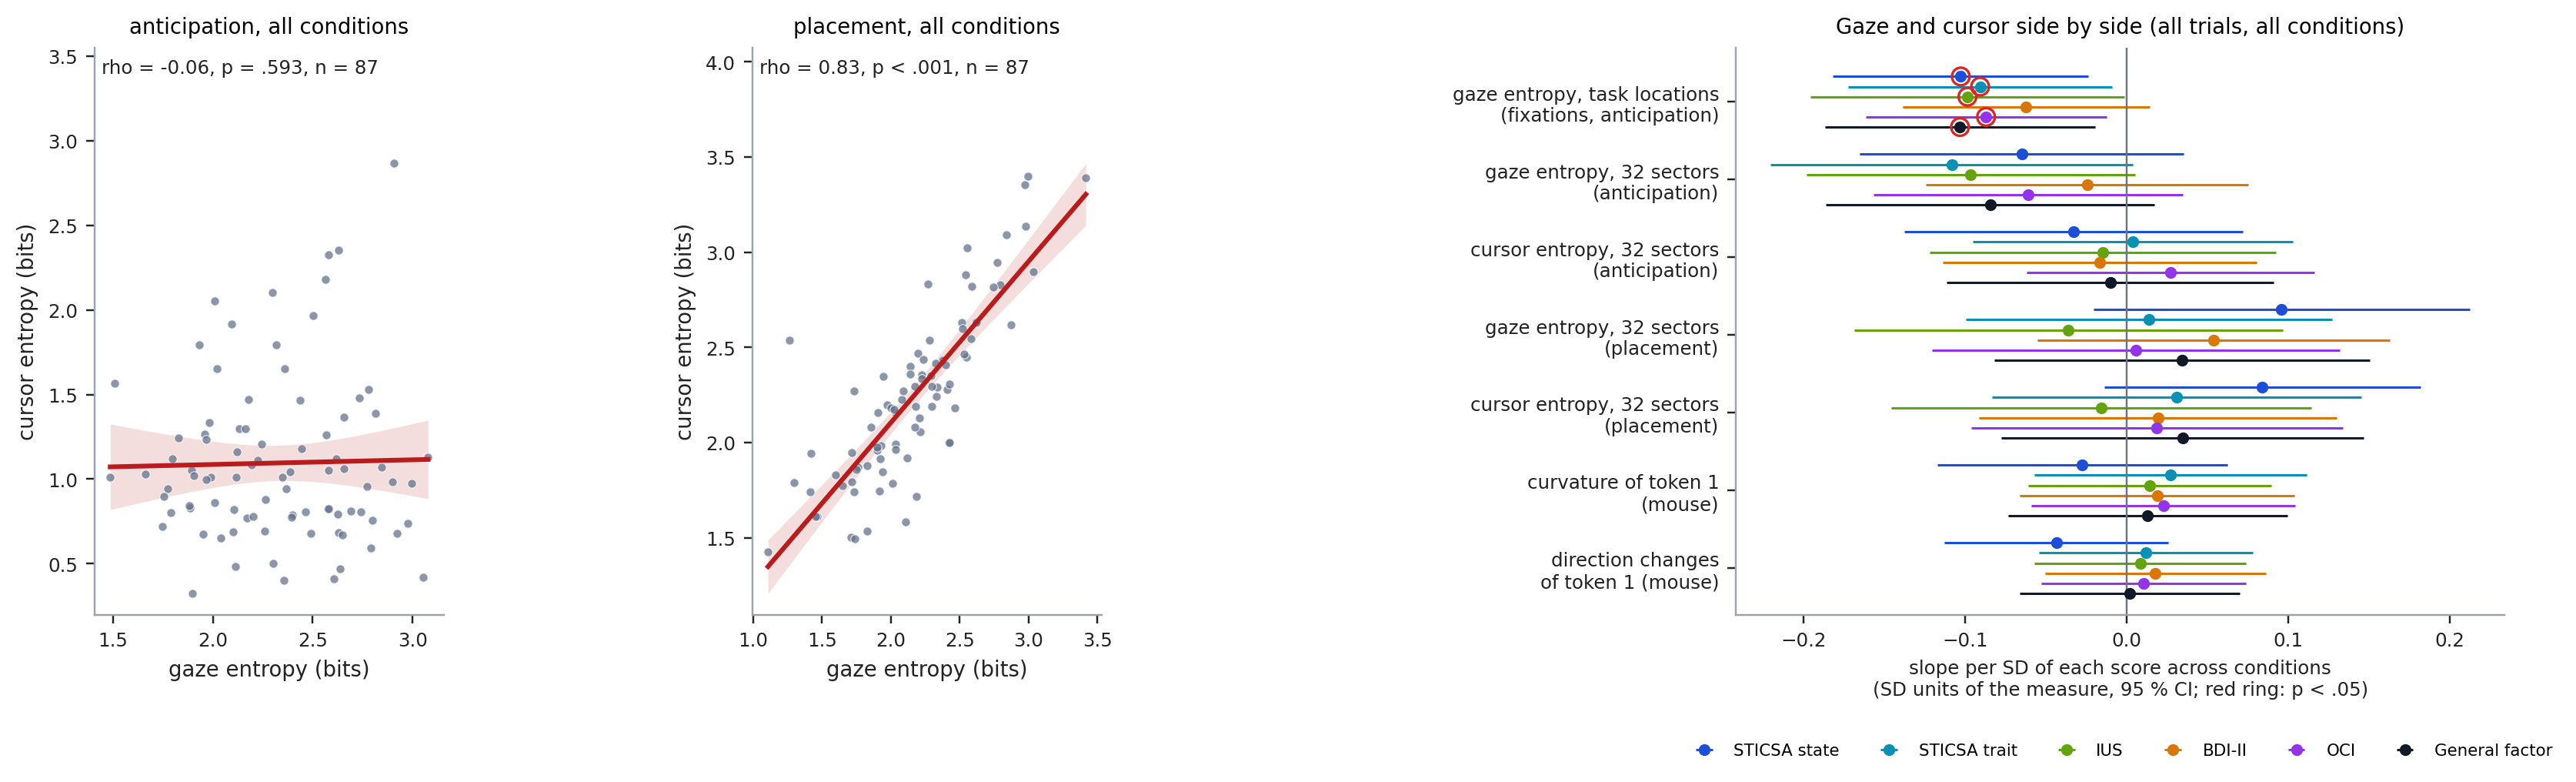 anticipation, all conditions
rho = -0.06, p = .593, n = 87
cursor entropy (bits)
3.5
3.0
2.5
2.0
1.5
1.0
0.5
1.5 2.0 2.5 3.0
gaze entropy (bits)
placement, all conditions
rho = 0.83, p < .001, n = 87
cursor entropy (bits)
4.0
3.5
3.0
2.5
2.0
1.5
1.0 1.5 2.0 2.5 3.0 3.5
gaze entropy (bits)
Gaze and cursor side by side (all trials, all conditions)
gaze entropy, task locations
(fixations, anticipation)
gaze entropy, 32 sectors
(anticipation)
cursor entropy, 32 sectors
(anticipation)
gaze entropy, 32 sectors
(placement)
cursor entropy, 32 sectors
(placement)
curvature of token 1
(mouse)
direction changes
of token 1 (mouse)
−0.2 −0.1 0.0 0.1 0.2
slope per SD of each score across conditions
(SD units of the measure, 95 % CI; red ring: p < .05)
STICSA state STICSA trait IUS BDI-II OCI General factor